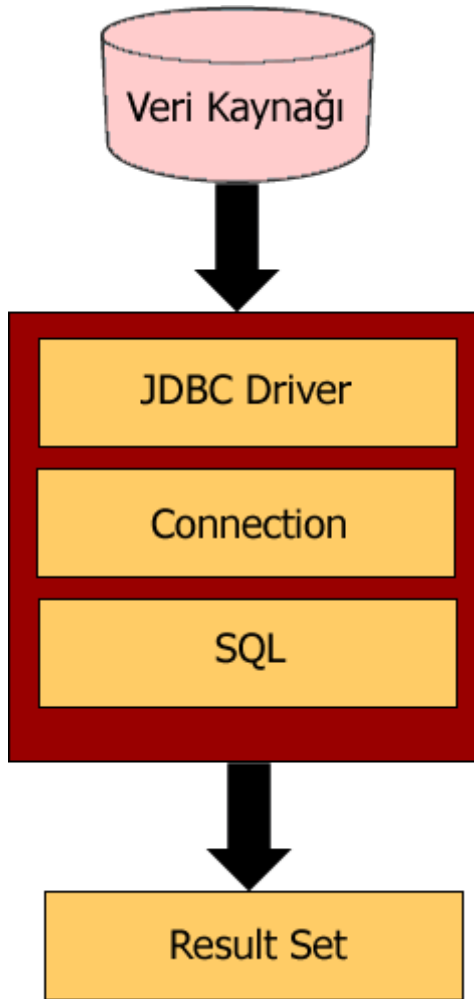 Veri Kaynağı
JDBC Driver
Connection
SQL
Result Set